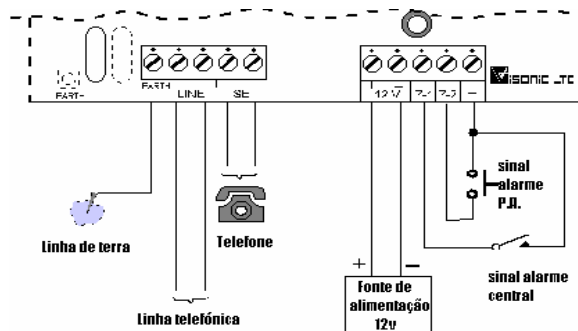 EARTH
EARTH
LINE
SE
12 V
Z-1
Z-2
VISONIC LTD
Linha de terra
Telefone
Linha telefónica
+
−
Fonte de
alimentação
12v
sinal
alarme
P.A.
sinal alarme
central